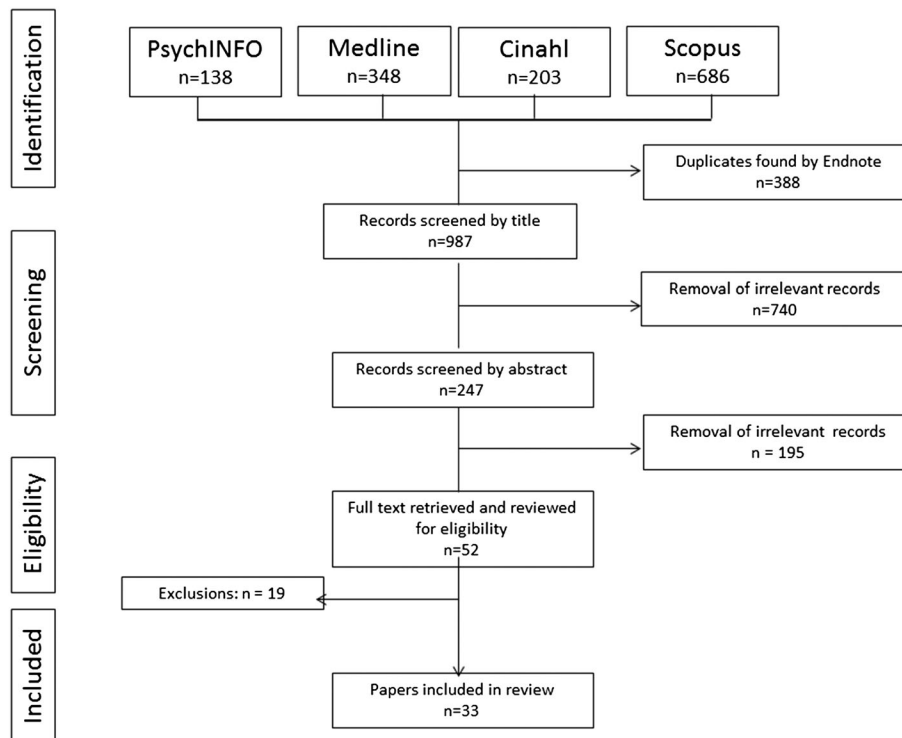 Identification
PsychINFO
n=138
Medline
n=348
Cinahl
n=203
Scopus
n=686
Duplicates found by Endnote
n=388
Records screened by title
n=987
Screening
Removal of irrelevant records
n=740
Records screened by abstract
n=247
Removal of irrelevant records
n = 195
Eligibility
Full text retrieved and reviewed
for eligibility
n=52
Exclusions: n = 19
Included
Papers included in review
n=33